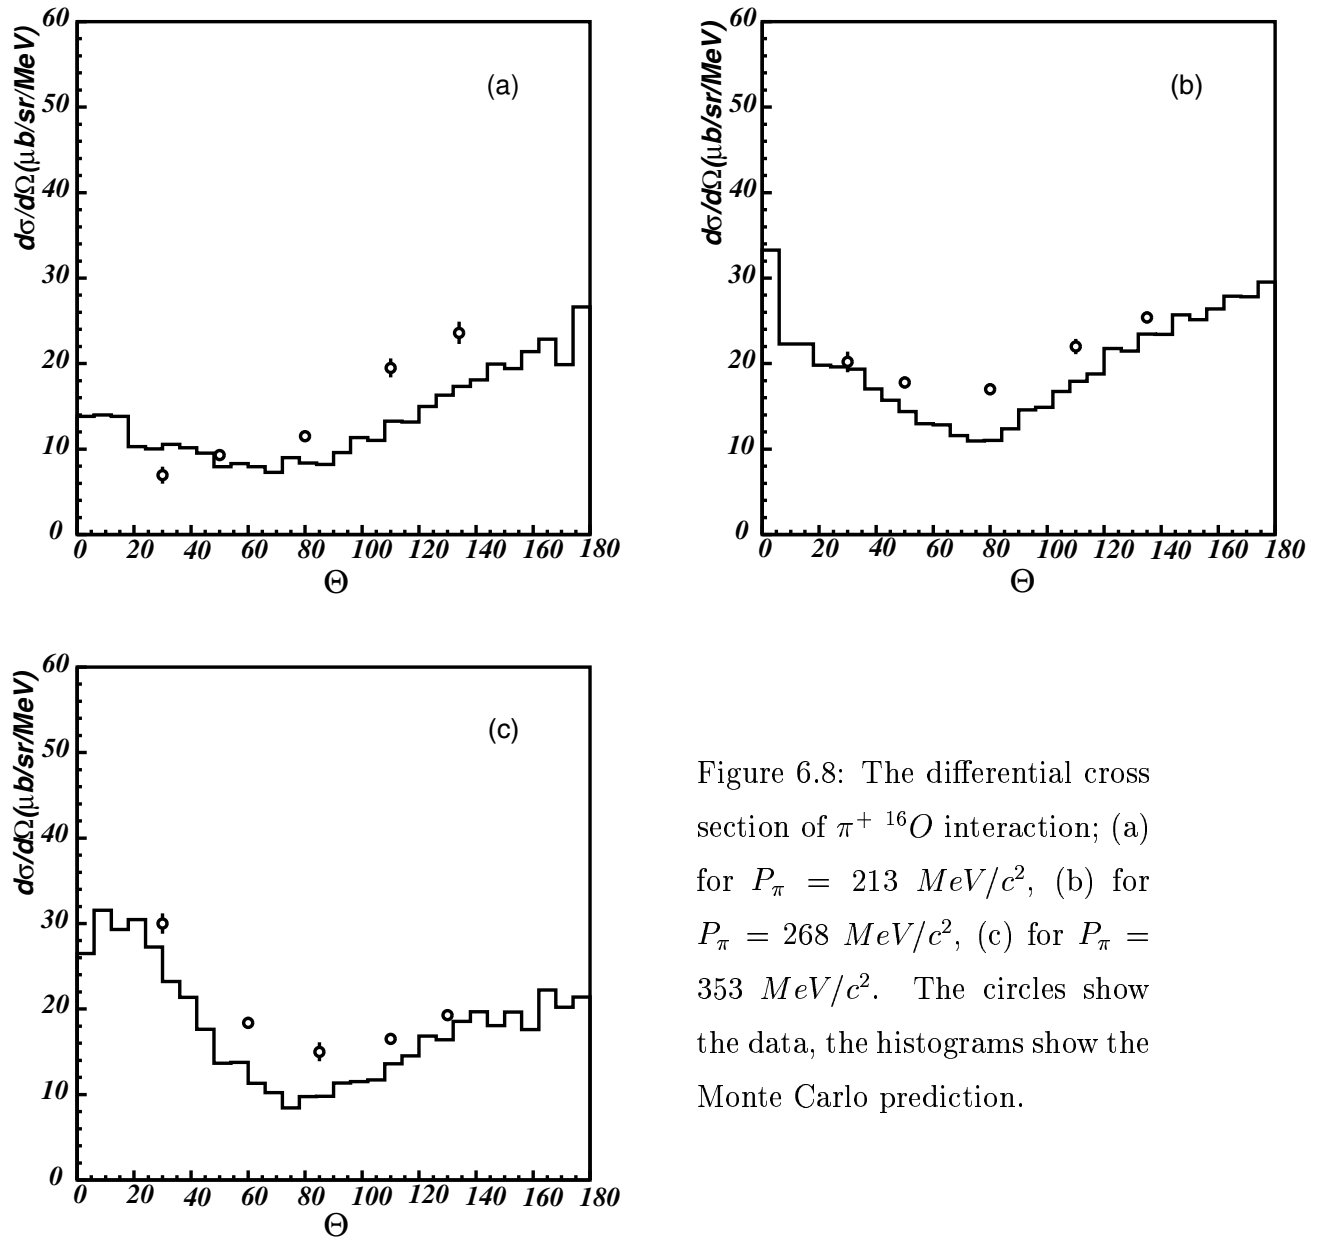 60
50
40
30
20
10
0
dσ/dΩ(μb/sr/MeV)
(a)
0 20 40 60 80 100 120 140 160 180
Θ
60
50
40
30
20
10
0
dσ/dΩ(μb/sr/MeV)
(b)
0 20 40 60 80 100 120 140 160 180
Θ
60
50
40
30
20
10
0
dσ/dΩ(μb/sr/MeV)
(c)
0 20 40 60 80 100 120 140 160 180
Θ
Figure 6.8: The differential cross
section of π⁺ ¹⁶O interaction; (a)
for P_π = 213 MeV/c², (b) for
P_π = 268 MeV/c², (c) for P_π =
353 MeV/c². The circles show
the data, the histograms show the
Monte Carlo prediction.